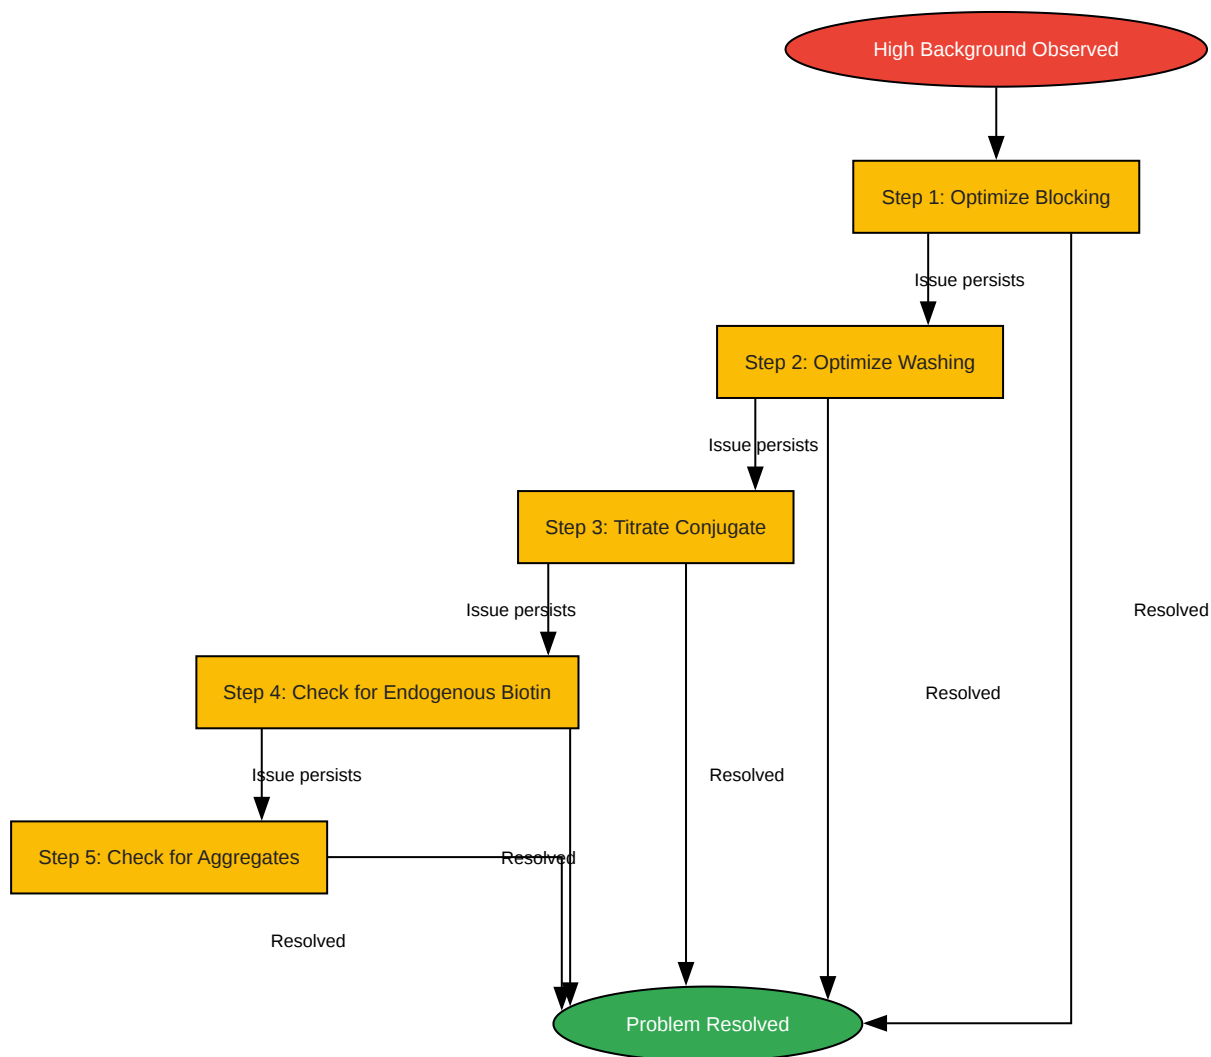 High Background Observed
Step 1: Optimize Blocking
Issue persists
Step 2: Optimize Washing
Issue persists
Step 3: Titrate Conjugate
Issue persists
Resolved
Step 4: Check for Endogenous Biotin
Resolved
Issue persists
Resolved
Step 5: Check for Aggregates
Resolved
Resolved
Problem Resolved